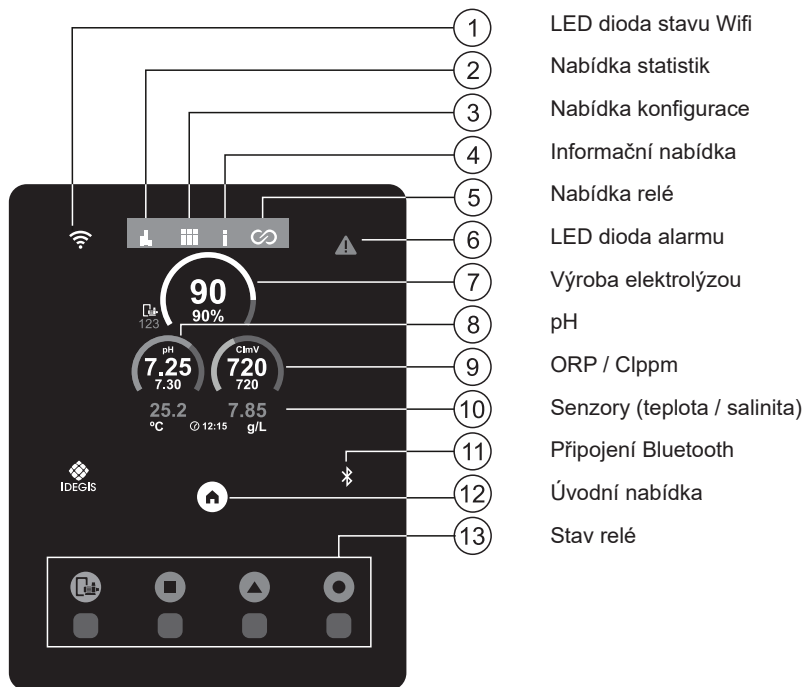 1 LED dioda stavu Wifi
2 Nabídka statistik
3 Nabídka konfigurace
4 Informační nabídka
5 Nabídka relé
6 LED dioda alarmu
7 Výroba elektrolýzou
8 pH
9 ORP / Clppm
10 Senzory (teplota / salinita)
11 Připojení Bluetooth
12 Úvodní nabídka
13 Stav relé
90
90%
123
pH ClmV
7.25 720
7.30 720
25.2 7.85
ºC 12:15 g/L
IDEGIS